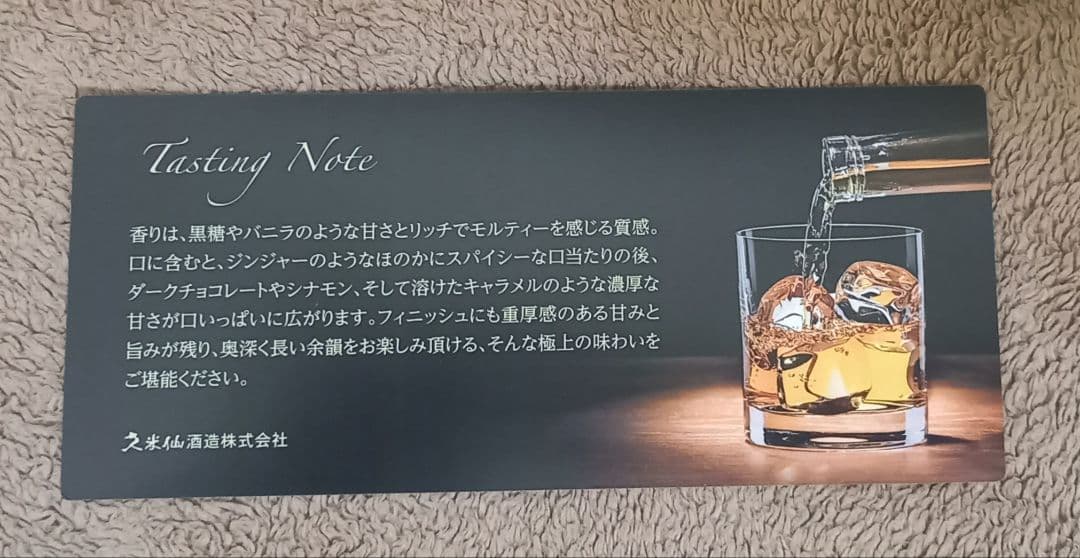 Tasting Note
香りは、黒糖やバニラのような甘さとリッチでモルティーを感じる質感。
口に含むと、ジンジャーのようなほのかにスパイシーな口当たりの後、
ダークチョコレートやシナモン、そして溶けたキャラメルのような濃厚な
甘さが口いっぱいに広がります。フィニッシュにも重厚感のある甘みと
旨みが残り、奥深く長い余韻をお楽しみ頂ける、そんな極上の味わいを
ご堪能ください。
久米仙酒造株式会社